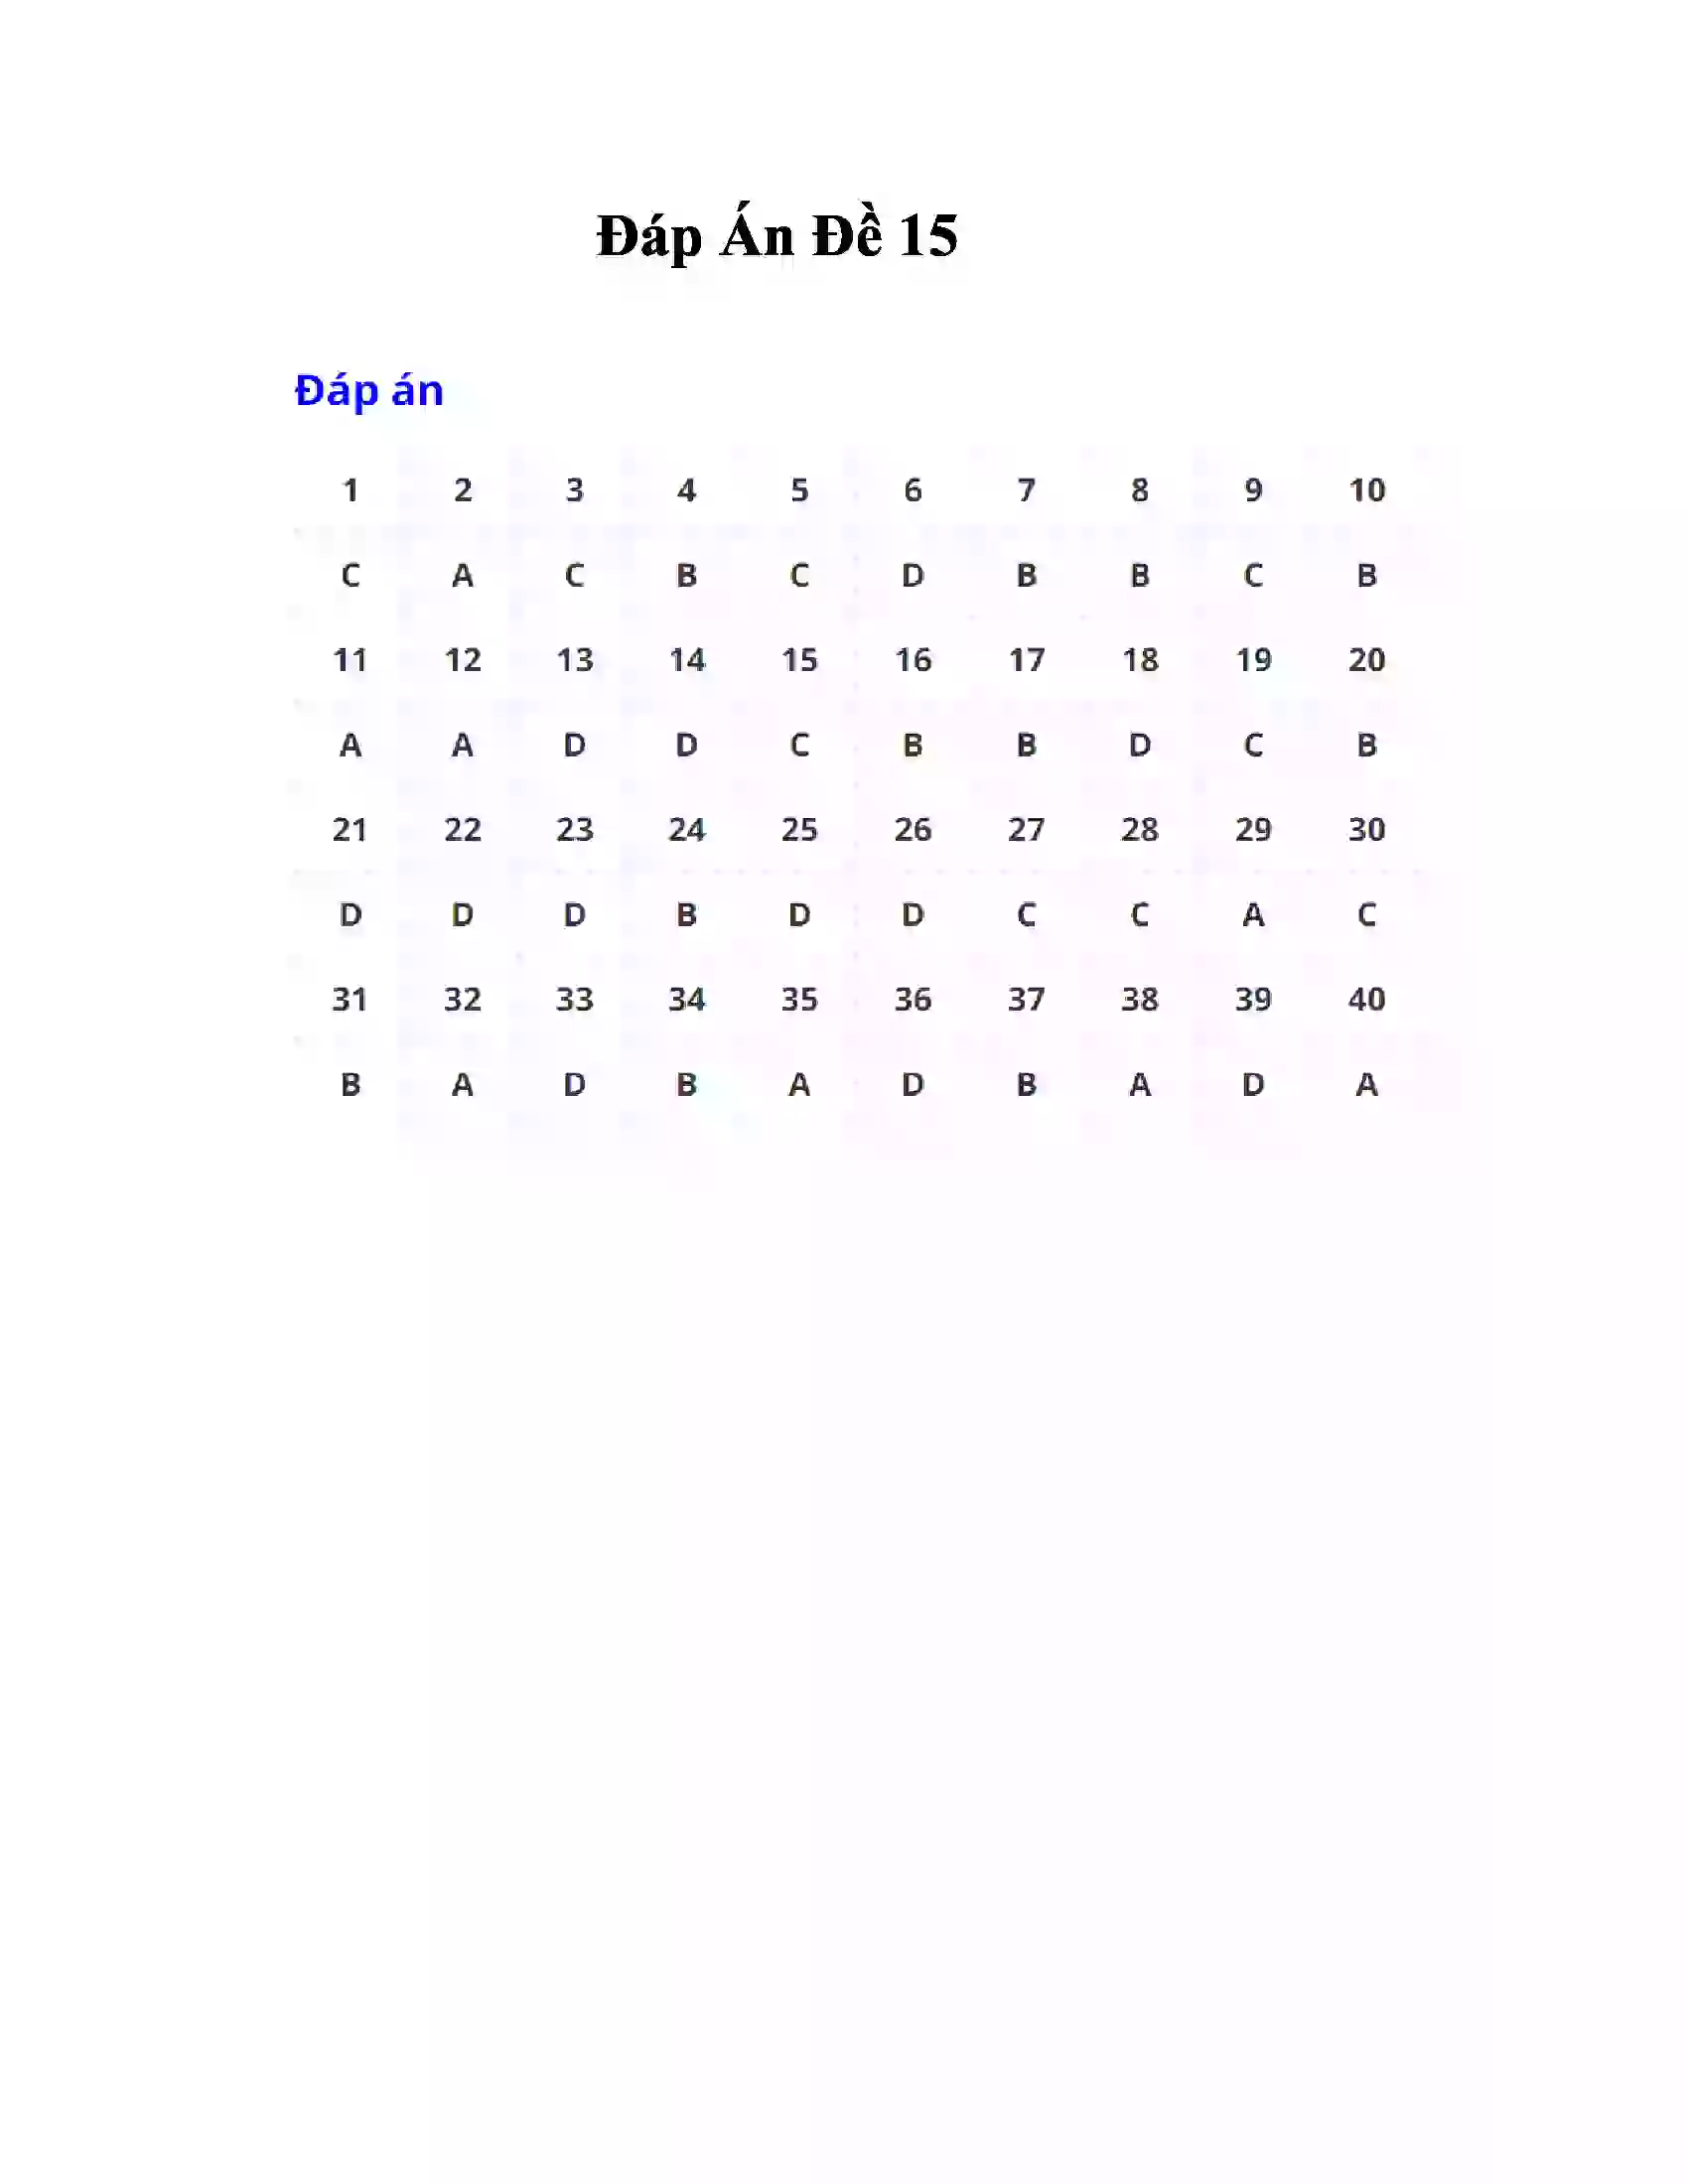 Đáp Án Đề 15
Đáp án
1 2 3 4 5 6 7 8 9 10
C A C B C D B B C B
11 12 13 14 15 16 17 18 19 20
A A D D C B B D C B
21 22 23 24 25 26 27 28 29 30
D D D B D D C C A C
31 32 33 34 35 36 37 38 39 40
B A D B A D B A D A